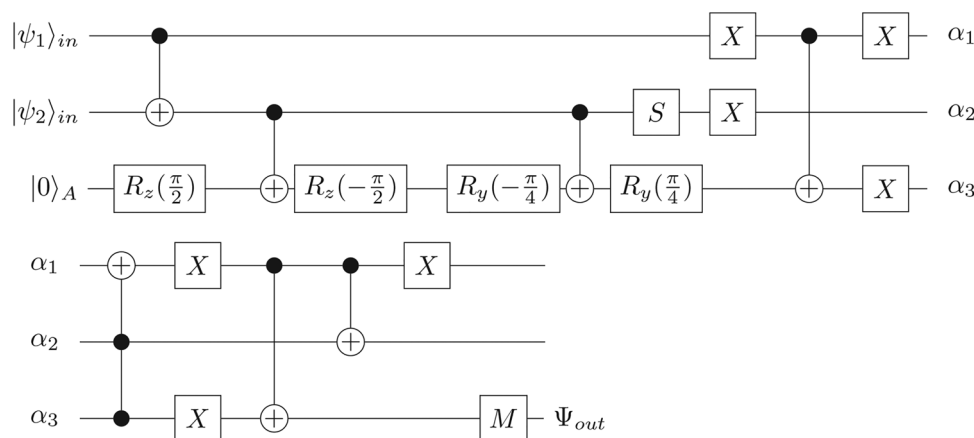 |ψ₁⟩in X X α₁
|ψ₂⟩in S X α₂
|0⟩A Rz(π/2) Rz(−π/2) Ry(−π/4) Ry(π/4) X α₃
α₁ X X
α₂
α₃ X M Ψout